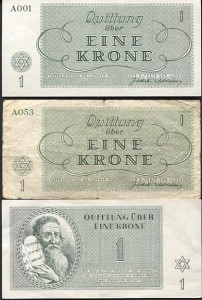 A001
1
Quittung
über
EINE
KRONE
1
A053
1
Quittung
über
EINE
KRONE
1
QUITTUNG ÜBER
EINE KRONE
1
1